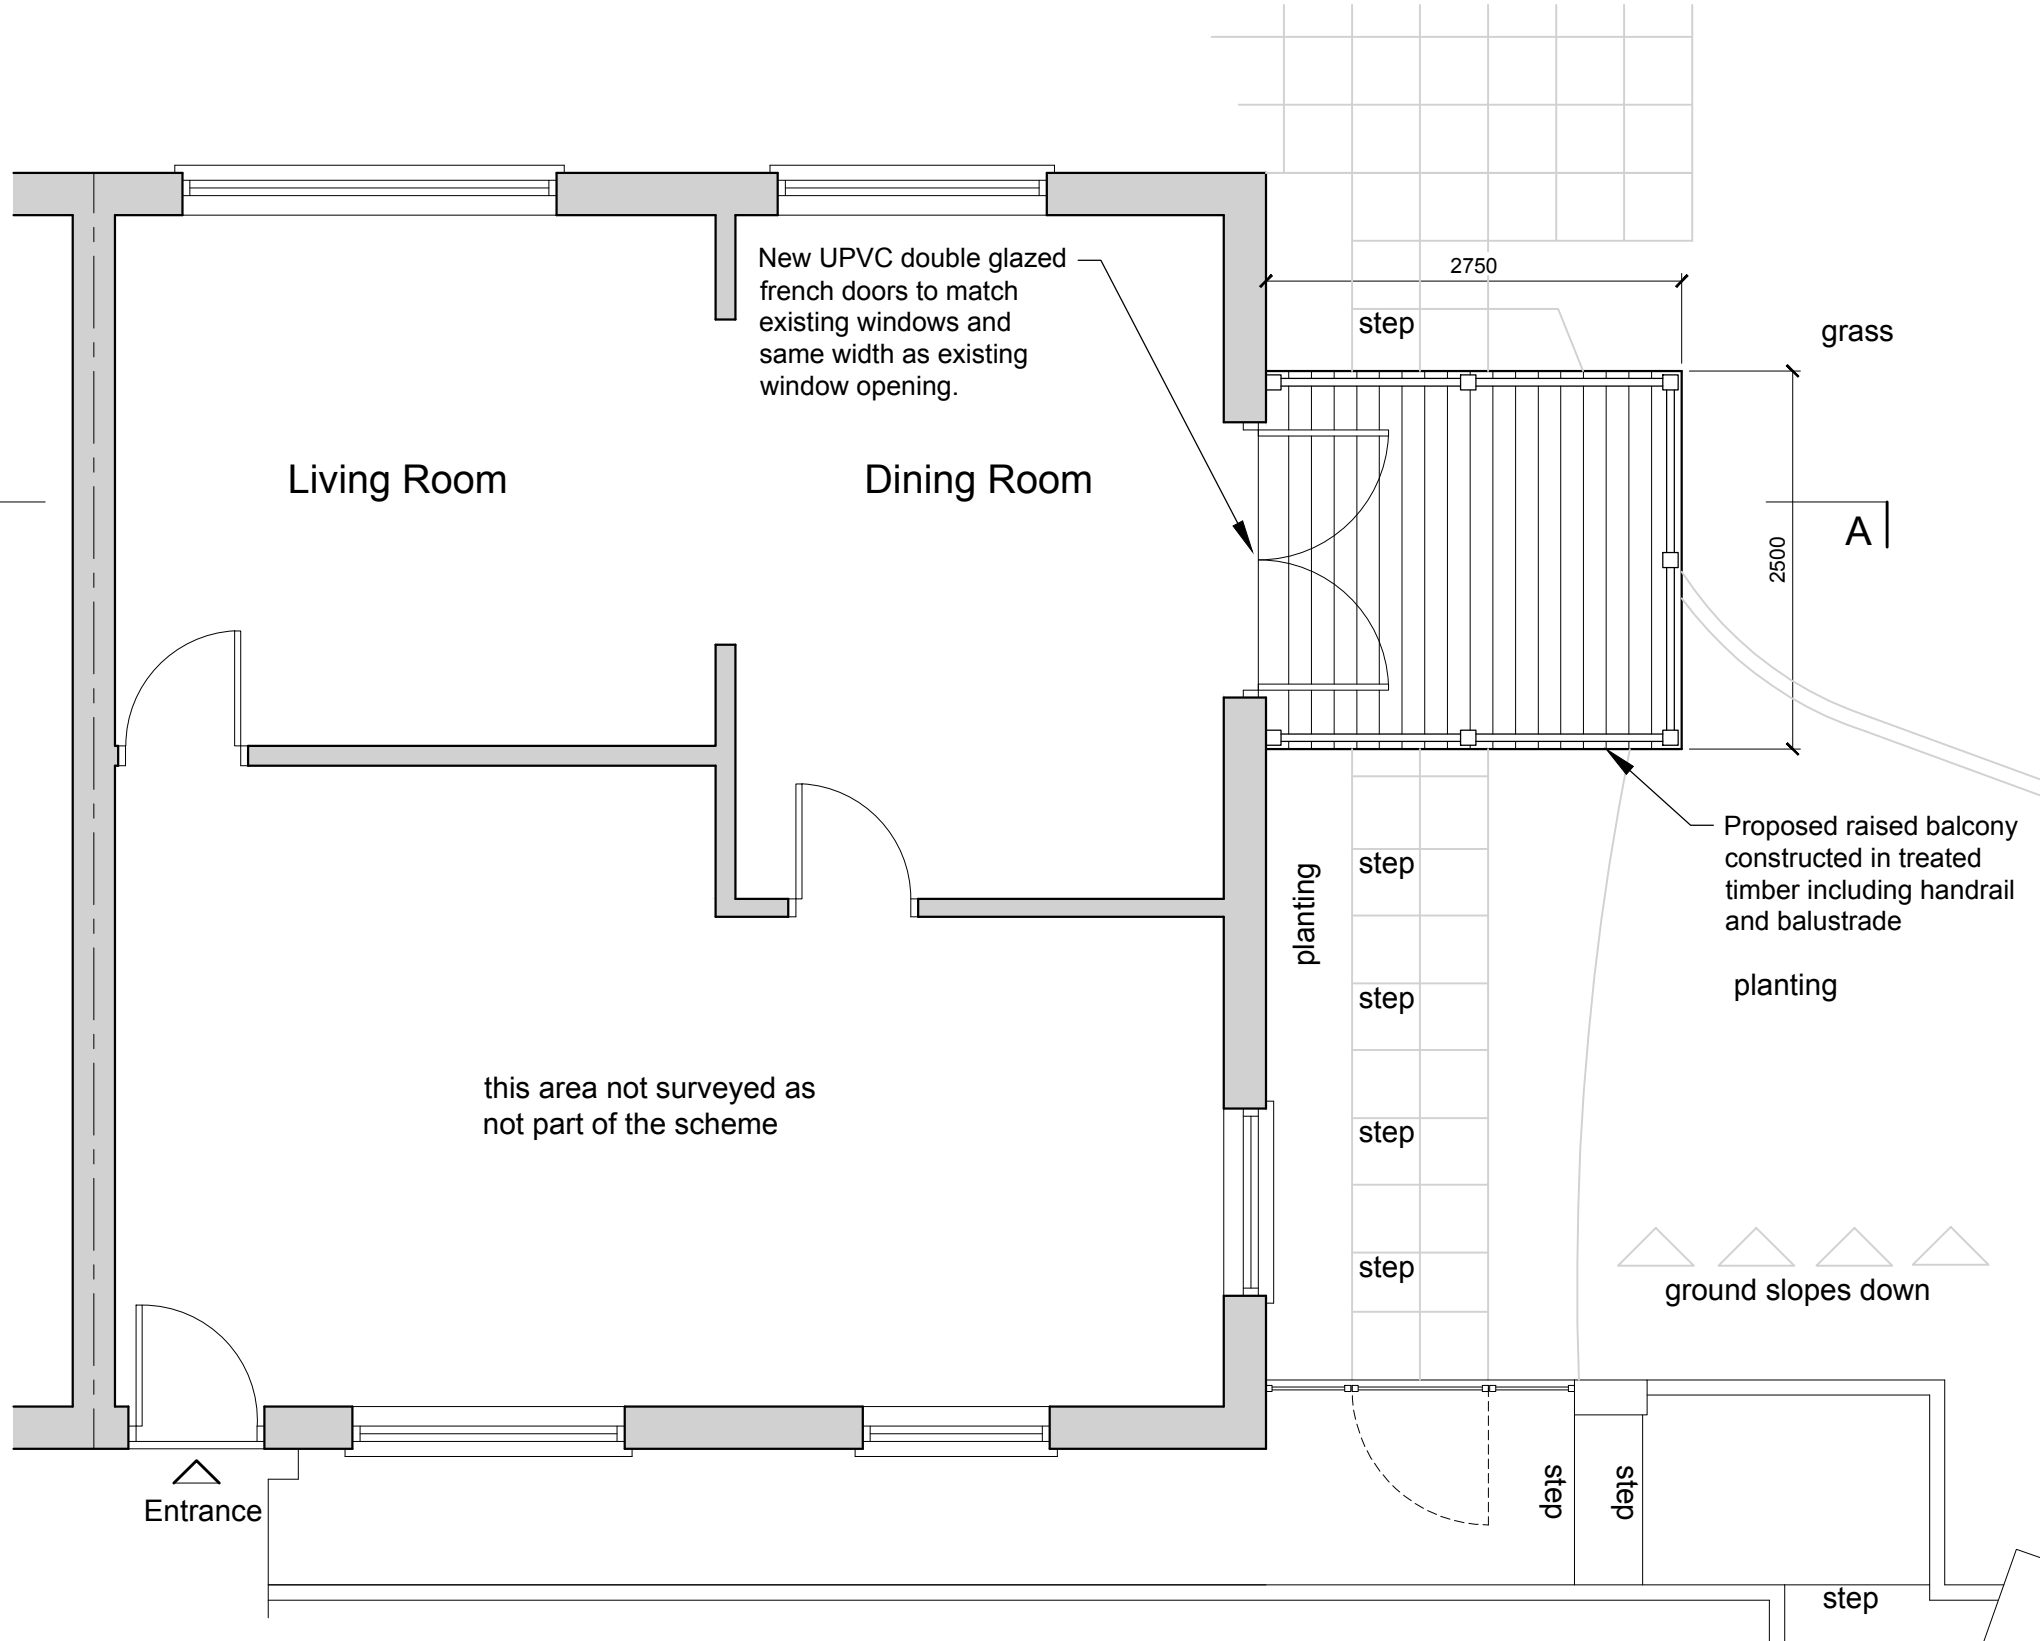 2750
New UPVC double glazed
french doors to match
existing windows and
same width as existing
window opening.
step
grass
Living Room
Dining Room
A
2500
Proposed raised balcony
constructed in treated
timber including handrail
and balustrade
planting
step
planting
step
this area not surveyed as
not part of the scheme
step
step
ground slopes down
Entrance
step
step
step